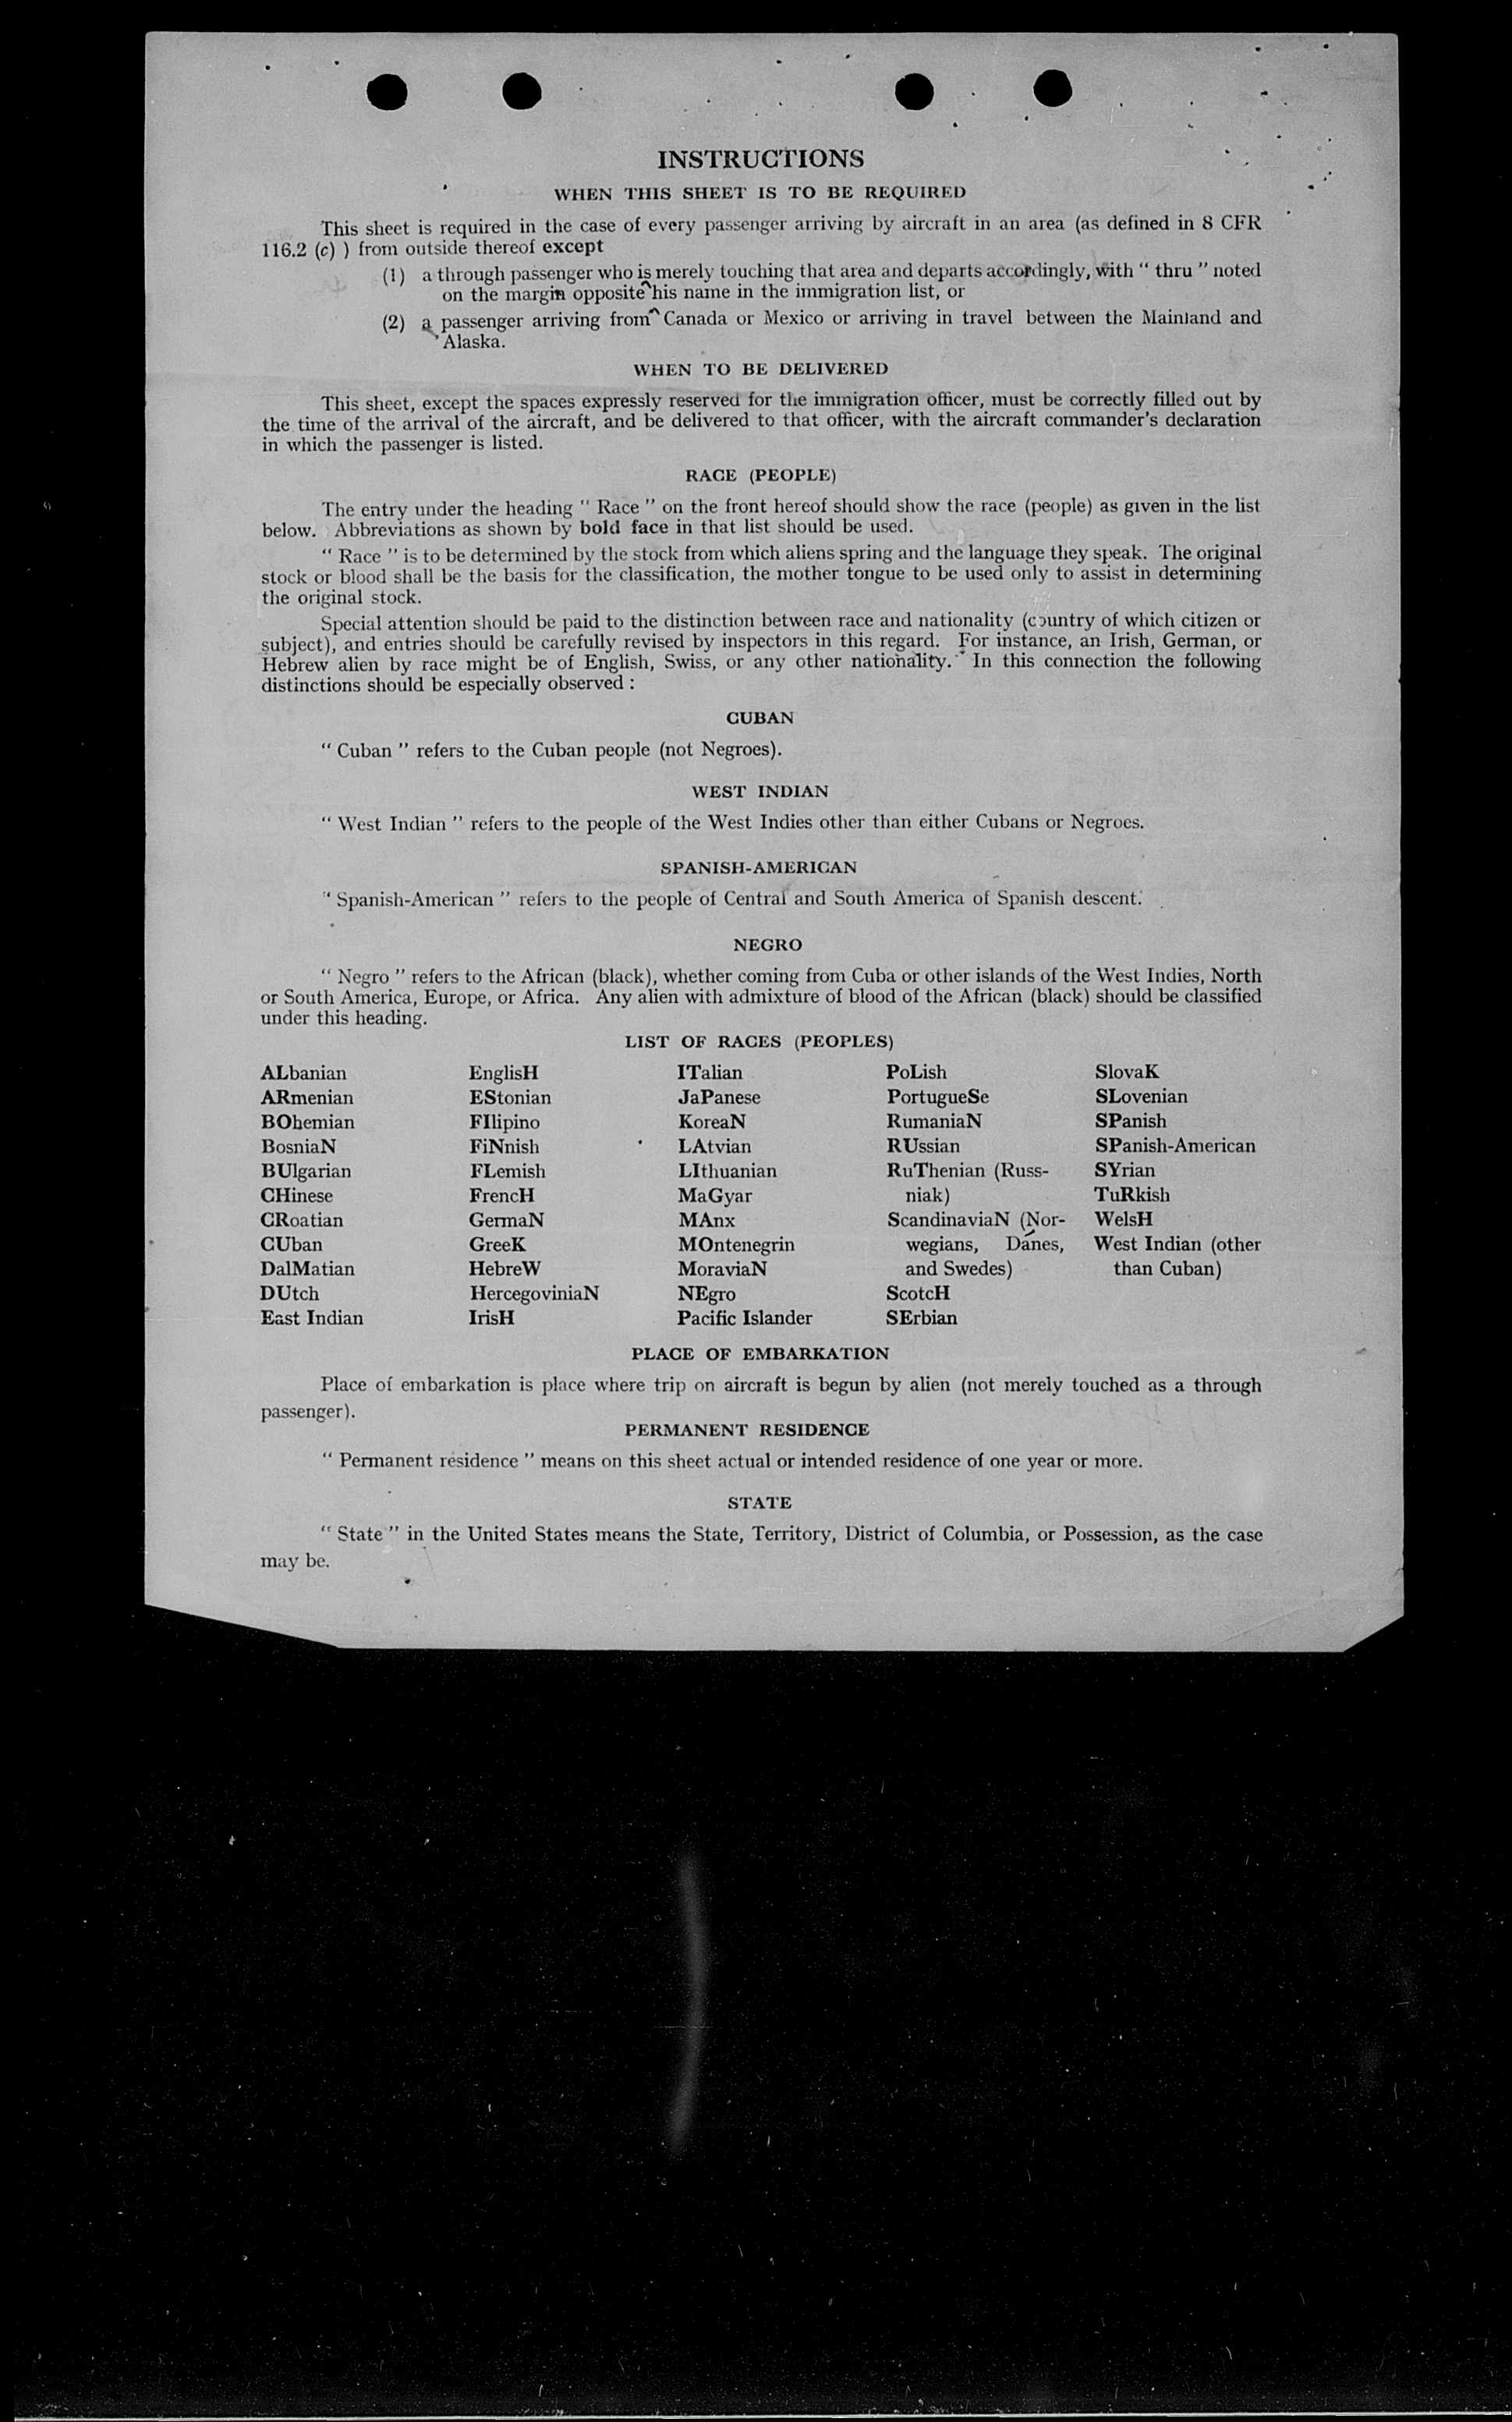 INSTRUCTIONS
WHEN THIS SHEET IS TO BE REQUIRED
This sheet is required in the case of every passenger arriving by aircraft in an area (as defined in 8 CFR
116.2 (c) ) from outside thereof except
(1) a through passenger who is merely touching that area and departs accordingly, with " thru " noted
on the margin opposite his name in the immigration list, or
(2) a passenger arriving from Canada or Mexico or arriving in travel between the Mainland and
Alaska.
WHEN TO BE DELIVERED
This sheet, except the spaces expressly reserved for the immigration officer, must be correctly filled out by
the time of the arrival of the aircraft, and be delivered to that officer, with the aircraft commander's declaration
in which the passenger is listed.
RACE (PEOPLE)
The entry under the heading " Race " on the front hereof should show the race (people) as given in the list
below. Abbreviations as shown by bold face in that list should be used.
" Race " is to be determined by the stock from which aliens spring and the language they speak. The original
stock or blood shall be the basis for the classification, the mother tongue to be used only to assist in determining
the original stock.
Special attention should be paid to the distinction between race and nationality (country of which citizen or
subject), and entries should be carefully revised by inspectors in this regard. For instance, an Irish, German, or
Hebrew alien by race might be of English, Swiss, or any other nationality. In this connection the following
distinctions should be especially observed :
CUBAN
" Cuban " refers to the Cuban people (not Negroes).
WEST INDIAN
" West Indian " refers to the people of the West Indies other than either Cubans or Negroes.
SPANISH-AMERICAN
" Spanish-American " refers to the people of Central and South America of Spanish descent.
NEGRO
" Negro " refers to the African (black), whether coming from Cuba or other islands of the West Indies, North
or South America, Europe, or Africa. Any alien with admixture of blood of the African (black) should be classified
under this heading.
LIST OF RACES (PEOPLES)
ALbanian
ARmenian
BOhemian
BosniaN
BUlgarian
CHinese
CRoatian
CUban
DalMatian
DUtch
East Indian
EnglisH
EStonian
FIlipino
FiNnish
FLemish
FrencH
GermaN
GreeK
HebreW
HercegoviniaN
IrisH
ITalian
JaPanese
KoreaN
LAtvian
LIthuanian
MaGyar
MAnx
MOntenegrin
MoraviaN
NEgro
Pacific Islander
PoLish
PortugueSe
RumaniaN
RUssian
RuThenian (Russ-
niak)
ScandinaviaN (Nor-
wegians, Danes,
and Swedes)
ScotcH
SErbian
SlovaK
SLovenian
SPanish
SPanish-American
SYrian
TuRkish
WelsH
West Indian (other
than Cuban)
PLACE OF EMBARKATION
Place of embarkation is place where trip on aircraft is begun by alien (not merely touched as a through
passenger).
PERMANENT RESIDENCE
" Permanent residence " means on this sheet actual or intended residence of one year or more.
STATE
" State " in the United States means the State, Territory, District of Columbia, or Possession, as the case
may be.